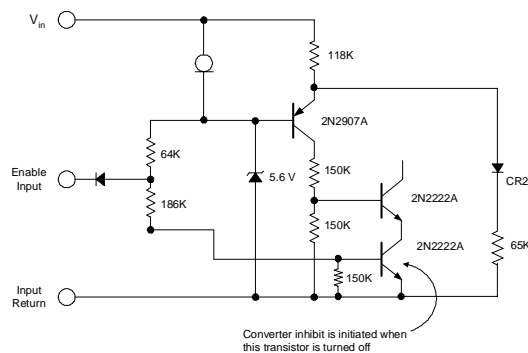 Vin
118K
2N2907A
64K
Enable
Input
5.6 V
150K
CR2
186K
2N2222A
150K
2N2222A
65K
150K
Input
Return
Converter inhibit is initiated when
this transistor is turned off